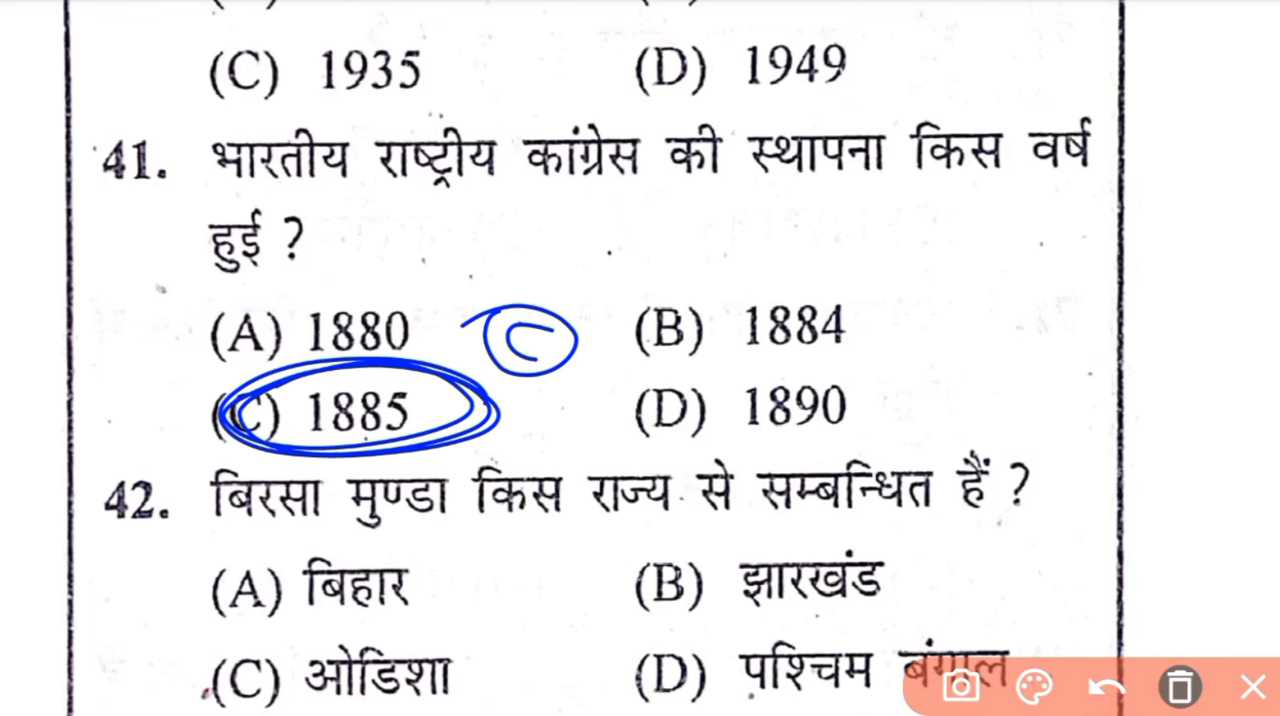 (C) 1935 (D) 1949
41. भारतीय राष्ट्रीय कांग्रेस की स्थापना किस वर्ष
हुई ?
(A) 1880 C (B) 1884
(C) 1885 (D) 1890
42. बिरसा मुण्डा किस राज्य से सम्बन्धित हैं ?
(A) बिहार (B) झारखंड
(C) ओडिशा (D) पश्चिम बंगाल